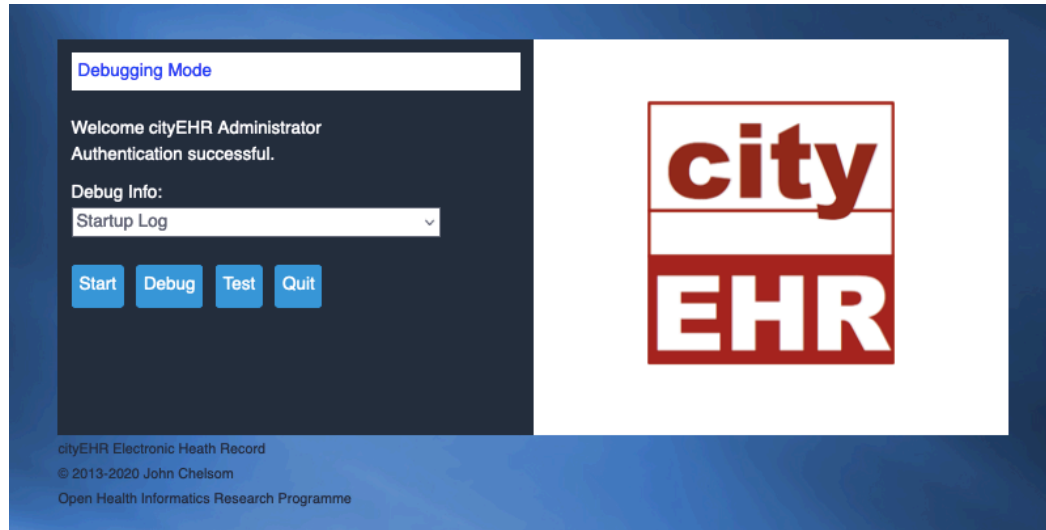 Debugging Mode
Welcome cityEHR Administrator
Authentication successful.
Debug Info:
Startup Log
Start Debug Test Quit
city
EHR
cityEHR Electronic Heath Record
© 2013-2020 John Chelsom
Open Health Informatics Research Programme